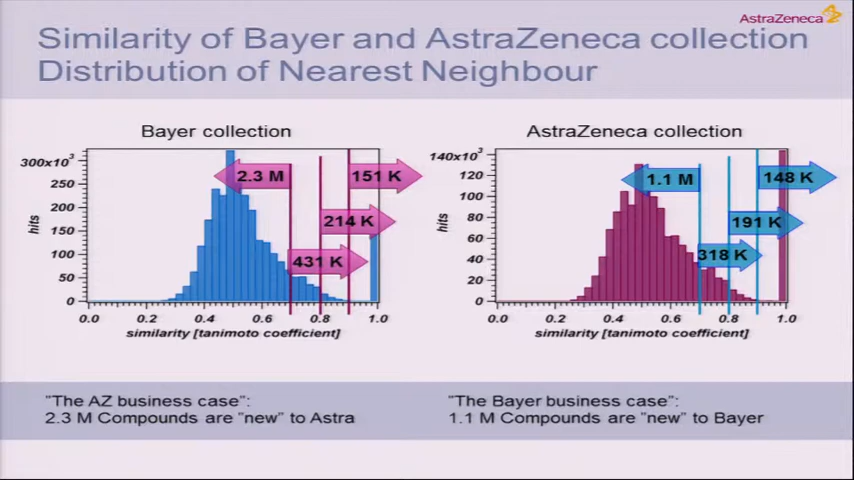 AstraZeneca
Similarity of Bayer and AstraZeneca collection
Distribution of Nearest Neighbour
Bayer collection
300x10³
250
200
150
100
50
0
hits
2.3 M
151 K
214 K
431 K
0.0 0.2 0.4 0.6 0.8 1.0
similarity [tanimoto coefficient]
AstraZeneca collection
140x10³
120
100
80
60
40
20
0
hits
1.1 M
148 K
191 K
318 K
0.0 0.2 0.4 0.6 0.8 1.0
similarity [tanimoto coefficient]
"The AZ business case":
2.3 M Compounds are "new" to Astra
"The Bayer business case":
1.1 M Compounds are "new" to Bayer